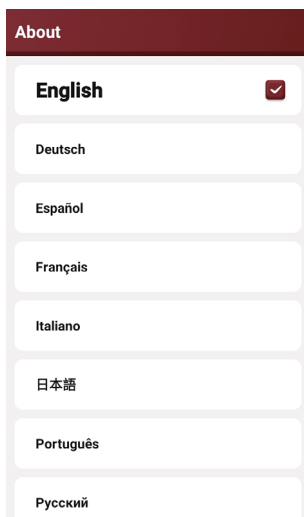 About
English
Deutsch
Español
Français
Italiano
日本語
Português
Русский